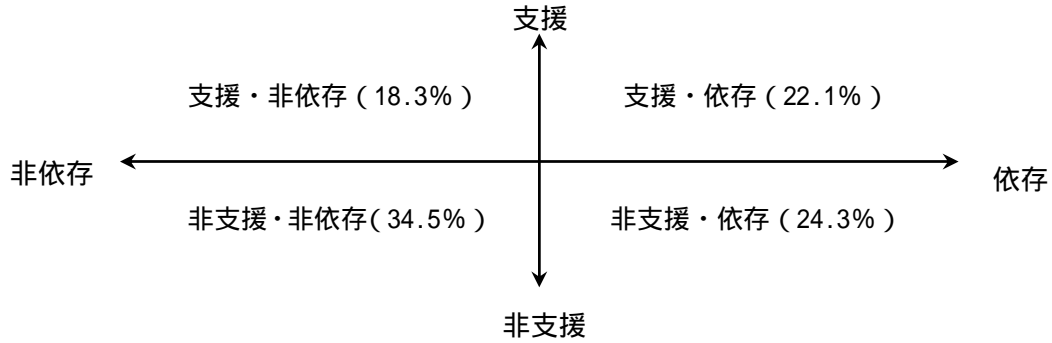 支援
支援・非依存（18.3%） 支援・依存（22.1%）
非依存 依存
非支援・非依存（34.5%） 非支援・依存（24.3%）
非支援